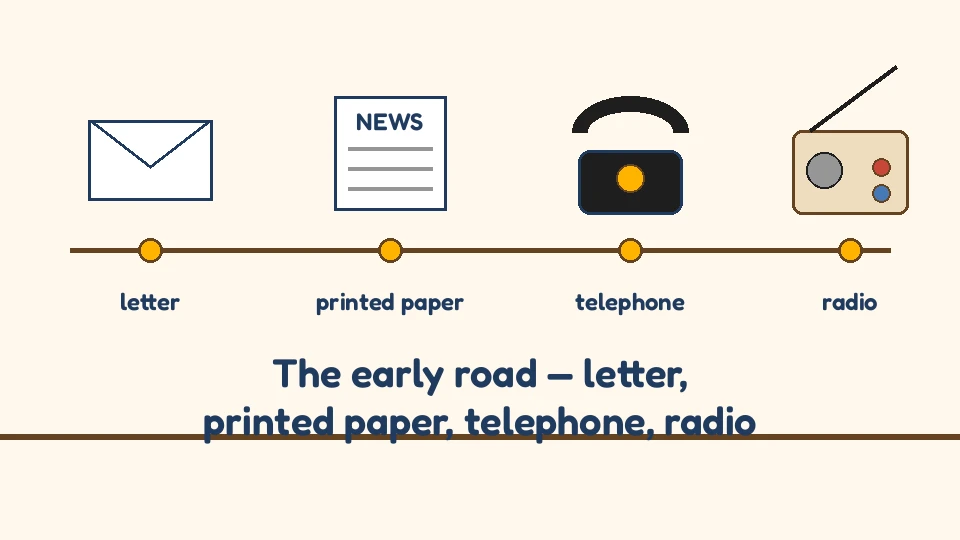 NEWS
letter
printed paper
telephone
radio
The early road — letter,
printed paper, telephone, radio